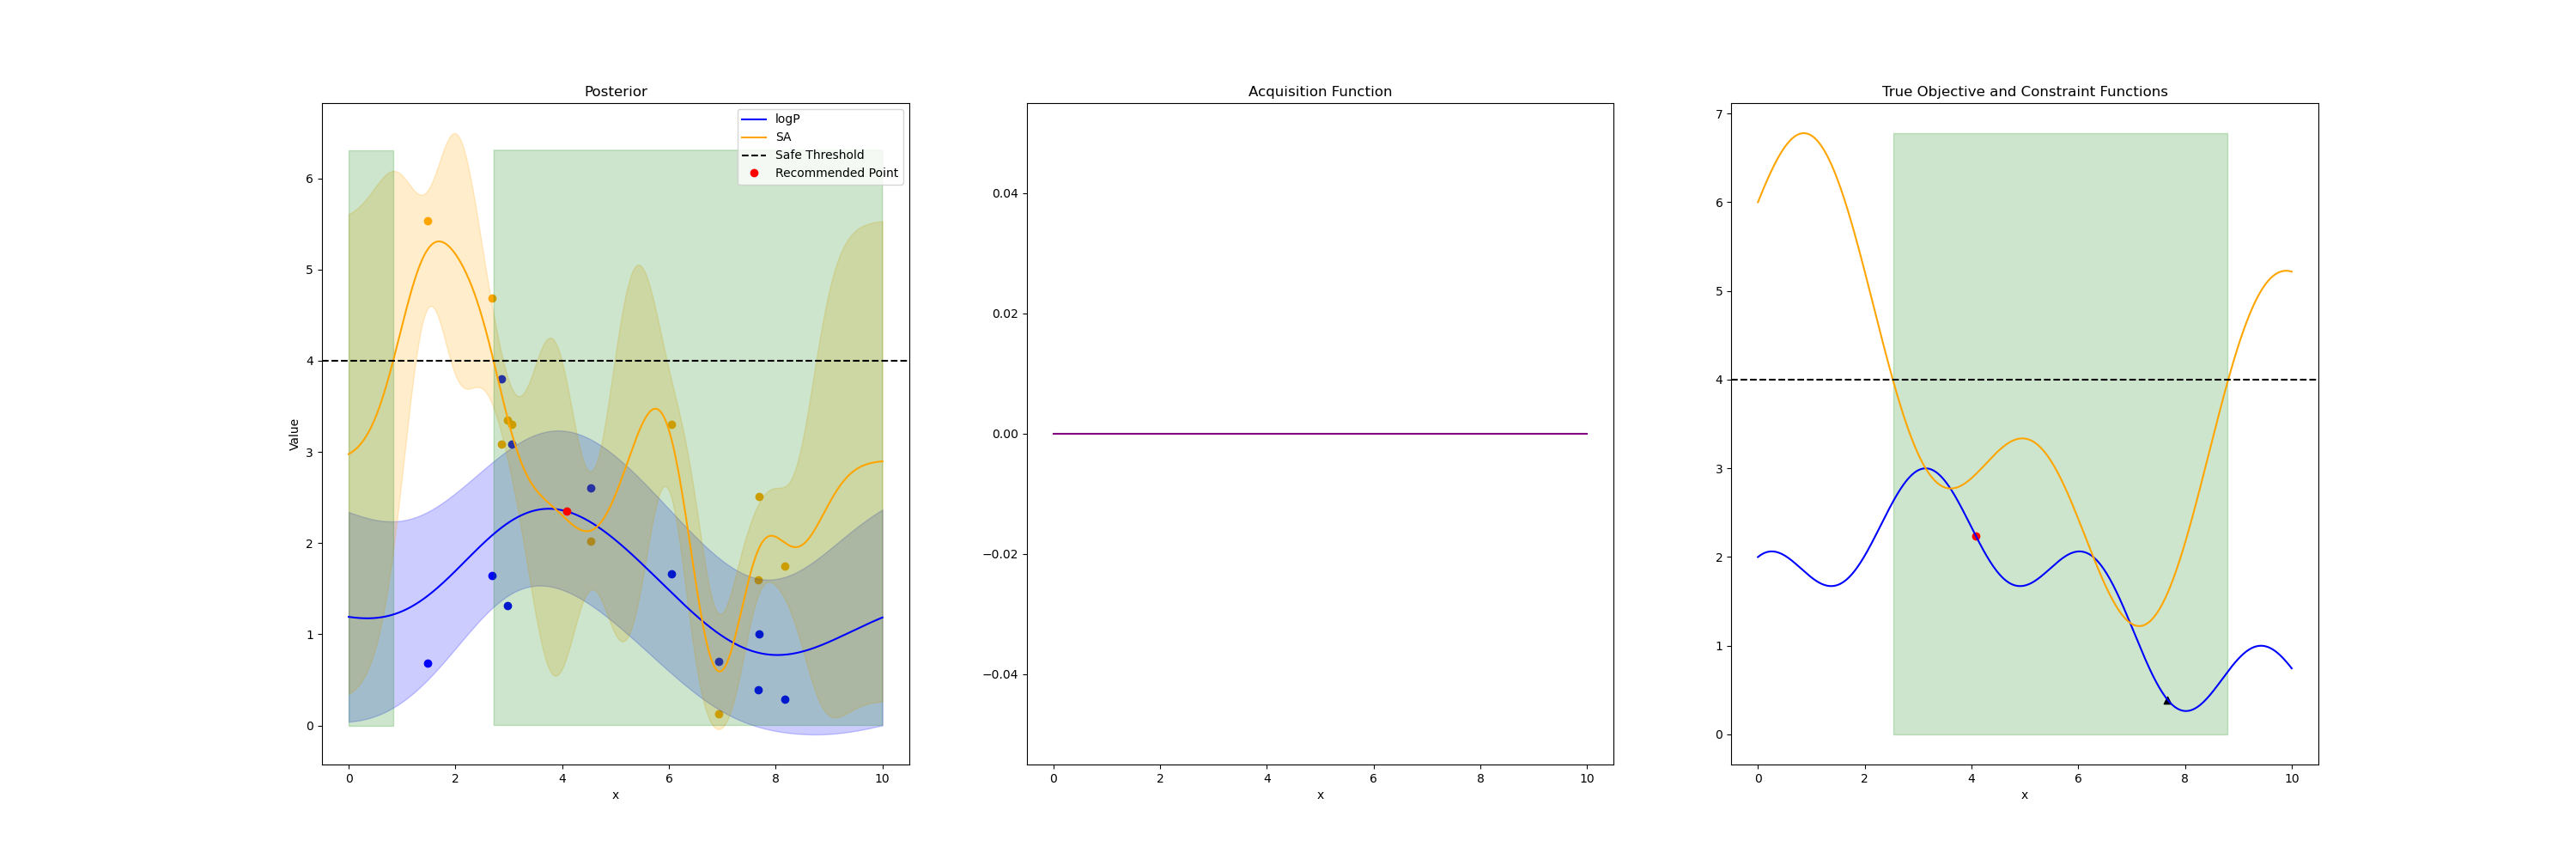 Posterior
logP
SA
Safe Threshold
Recommended Point
6
5
4
3
2
1
0
Value
0 2 4 6 8 10
x
Acquisition Function
0.04
0.02
0.00
−0.02
−0.04
0 2 4 6 8 10
x
True Objective and Constraint Functions
7
6
5
4
3
2
1
0
0 2 4 6 8 10
x